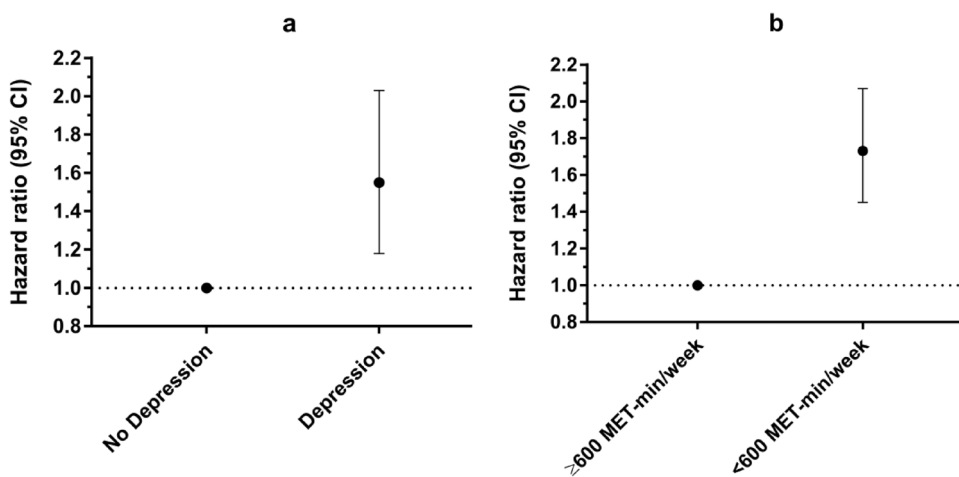 a
Hazard ratio (95% CI)
2.2
2.0
1.8
1.6
1.4
1.2
1.0
0.8
No Depression
Depression
b
Hazard ratio (95% CI)
2.2
2.0
1.8
1.6
1.4
1.2
1.0
0.8
≥600 MET-min/week
<600 MET-min/week